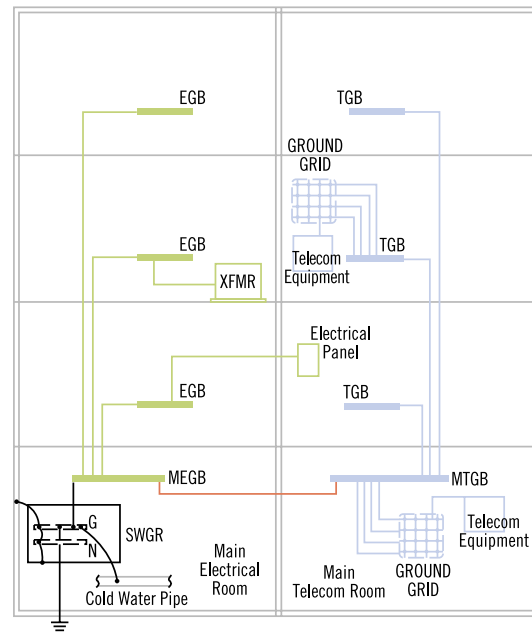 EGB
TGB
GROUND
GRID
EGB
TGB
Telecom
Equipment
XFMR
Electrical
Panel
EGB
TGB
MEGB
MTGB
G
SWGR
N
Telecom
Equipment
Main
Electrical
Room
Main
Telecom Room
GROUND
GRID
Cold Water Pipe